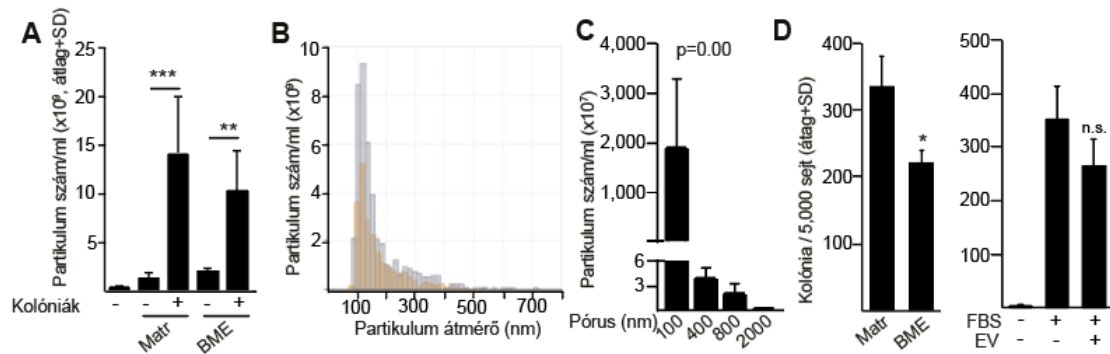 A
Partikulum szám/ml (x10⁹, átlag+SD)
25
20
15
10
5
***
**
Kolóniák - - + - +
Matr BME
B
Partikulum szám/ml (x10⁶)
10
8
6
4
2
100 300 500 700
Partikulum átmérő (nm)
C
Partikulum szám/ml (x10⁷)
4,000
3,000
2,000
1,000
6
3
p=0.00
Pórus (nm) 100 400 800 2000
D
Kolónia / 5,000 sejt (átag+SD)
400
300
200
100
*
Matr BME
500
400
300
200
100
n.s.
FBS - + +
EV - - +